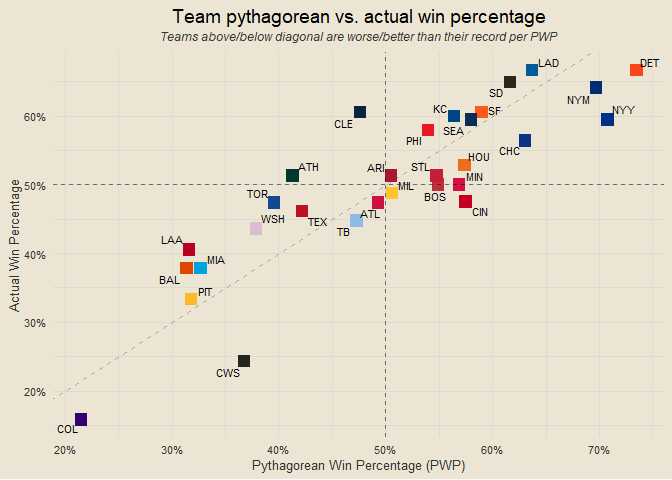 Team pythagorean vs. actual win percentage
Teams above/below diagonal are worse/better than their record per PWP
LAD
DET
SD
NYM
KC
SF
NYY
CLE
SEA
PHI
CHC
HOU
ATH
ARI
STL
MIN
MIL
BOS
TOR
ATL
CIN
WSH
TEX
TB
LAA
MIA
BAL
PIT
CWS
COL
60%
50%
40%
30%
20%
Actual Win Percentage
20%
30%
40%
50%
60%
70%
Pythagorean Win Percentage (PWP)